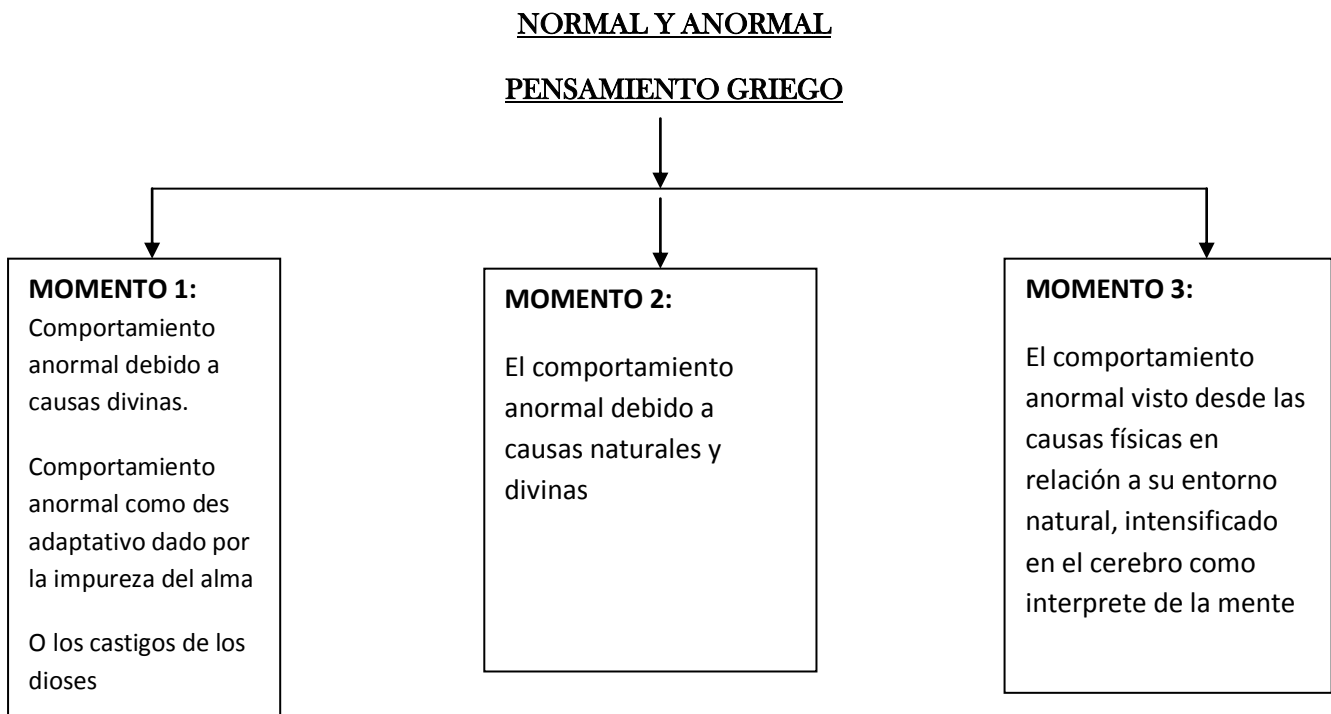 NORMAL Y ANORMAL
PENSAMIENTO GRIEGO
MOMENTO 1:
Comportamiento
anormal debido a
causas divinas.
Comportamiento
anormal como des
adaptativo dado por
la impureza del alma
O los castigos de los
dioses
MOMENTO 2:
El comportamiento
anormal debido a
causas naturales y
divinas
MOMENTO 3:
El comportamiento
anormal visto desde las
causas físicas en
relación a su entorno
natural, intensificado
en el cerebro como
interprete de la mente